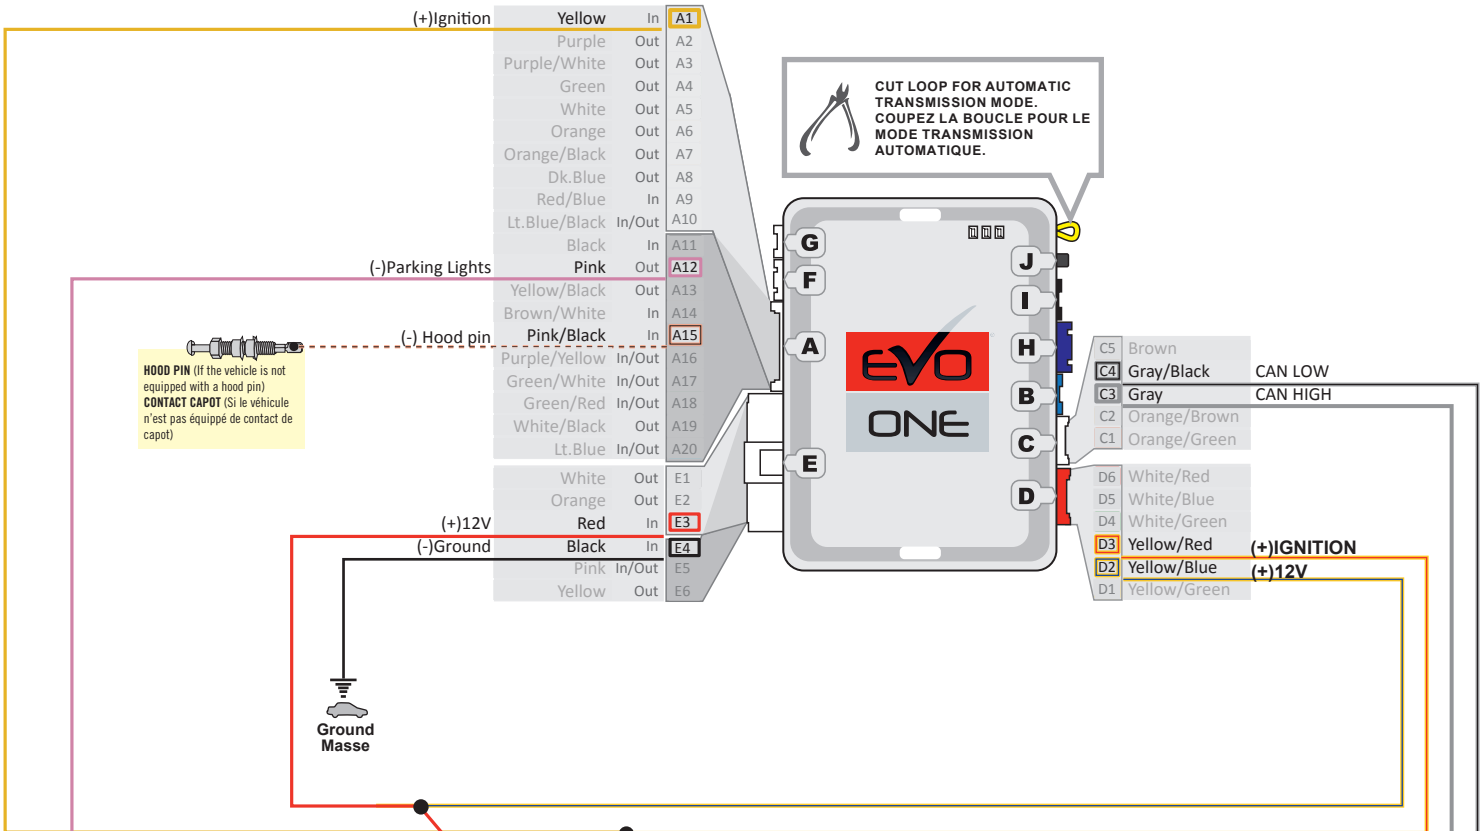 (+)Ignition Yellow In A1
Purple Out A2
Purple/White Out A3
Green Out A4
White Out A5
Orange Out A6
Orange/Black Out A7
Dk.Blue Out A8
Red/Blue In A9
Lt.Blue/Black In/Out A10
Black In A11
(-)Parking Lights Pink Out A12
Yellow/Black Out A13
Brown/White In A14
(-) Hood pin Pink/Black In A15
Purple/Yellow In/Out A16
Green/White In/Out A17
Green/Red In/Out A18
White/Black Out A19
Lt.Blue In/Out A20
White Out E1
Orange Out E2
(+)12V Red In E3
(-)Ground Black In E4
Pink In/Out E5
Yellow Out E6
HOOD PIN (If the vehicle is not
equipped with a hood pin)
CONTACT CAPOT (Si le véhicule
n'est pas équippé de contact de
capot)
Ground
Masse
CUT LOOP FOR AUTOMATIC
TRANSMISSION MODE.
COUPEZ LA BOUCLE POUR LE
MODE TRANSMISSION
AUTOMATIQUE.
G
F
A
E
J
I
H
B
C
D
EVO
ONE
C5 Brown
C4 Gray/Black CAN LOW
C3 Gray CAN HIGH
C2 Orange/Brown
C1 Orange/Green
D6 White/Red
D5 White/Blue
D4 White/Green
D3 Yellow/Red (+)IGNITION
D2 Yellow/Blue (+)12V
D1 Yellow/Green